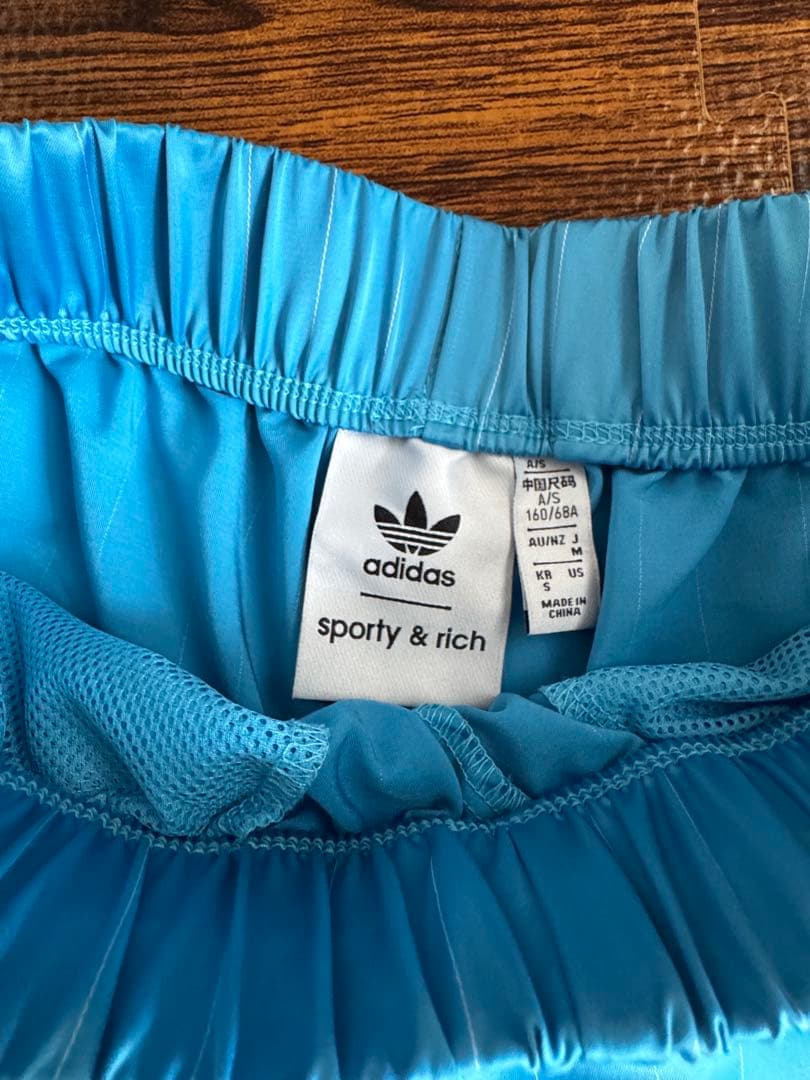 adidas
sporty & rich
A/S
中国尺码
A/S
160/68A
AU/NZ J
M
KR US
S
MADE IN
CHINA